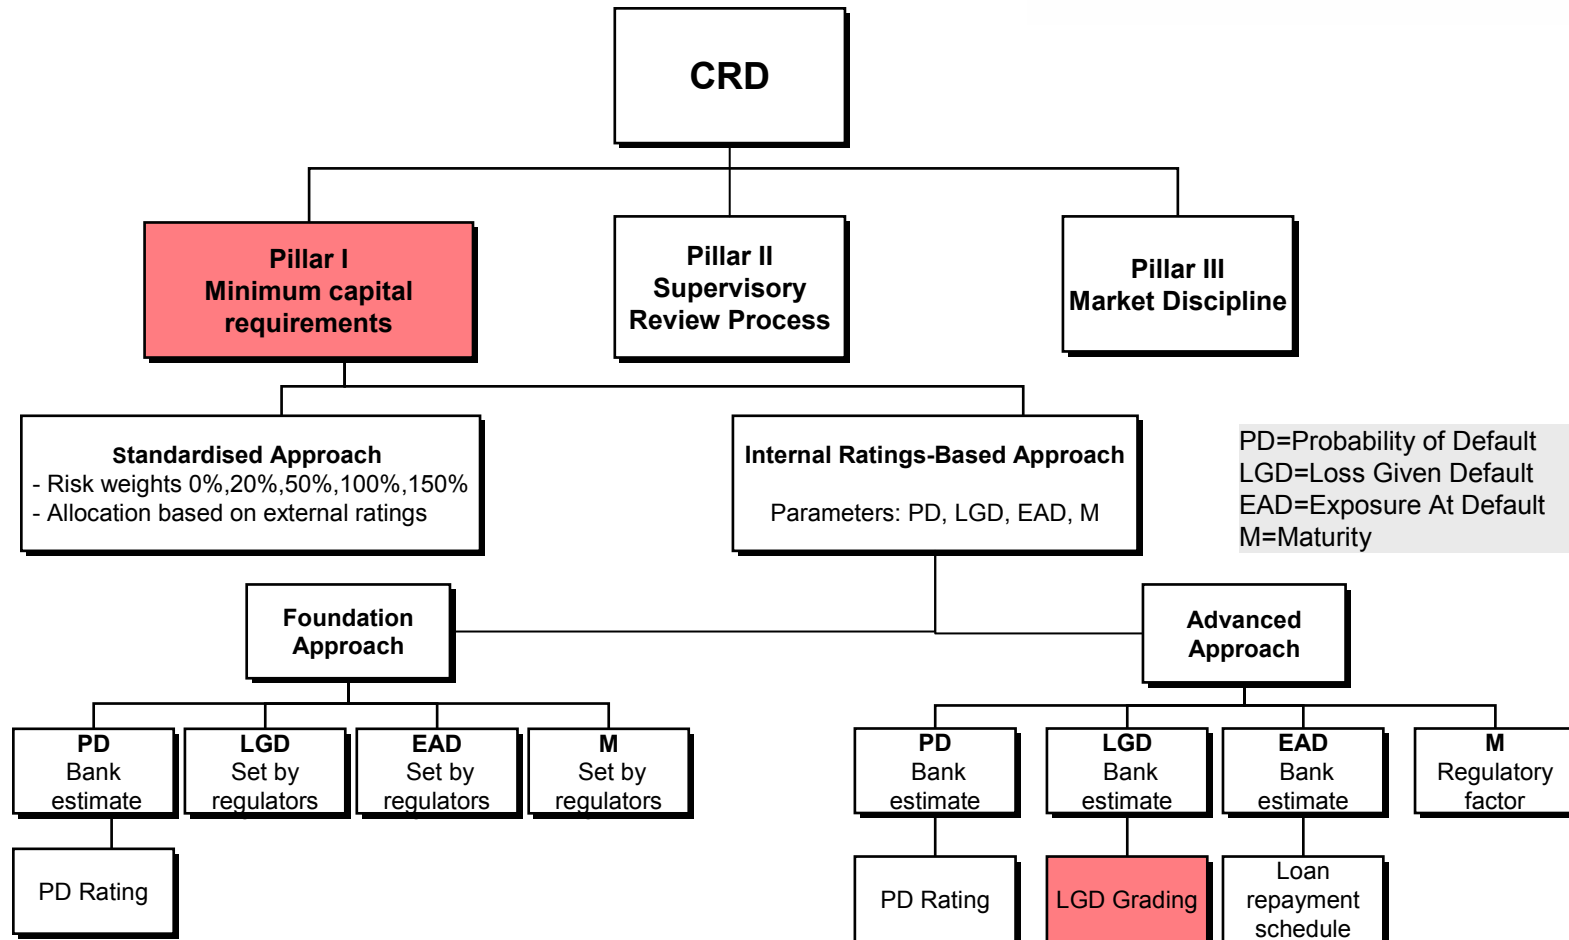 CRD
Pillar I
Minimum capital
requirements
Pillar II
Supervisory
Review Process
Pillar III
Market Discipline
Standardised Approach
- Risk weights 0%,20%,50%,100%,150%
- Allocation based on external ratings
Internal Ratings-Based Approach
Parameters: PD, LGD, EAD, M
PD=Probability of Default
LGD=Loss Given Default
EAD=Exposure At Default
M=Maturity
Foundation
Approach
Advanced
Approach
PD
Bank
estimate
LGD
Set by
regulators
EAD
Set by
regulators
M
Set by
regulators
PD
Bank
estimate
LGD
Bank
estimate
EAD
Bank
estimate
M
Regulatory
factor
PD Rating
PD Rating
LGD Grading
Loan
repayment
schedule